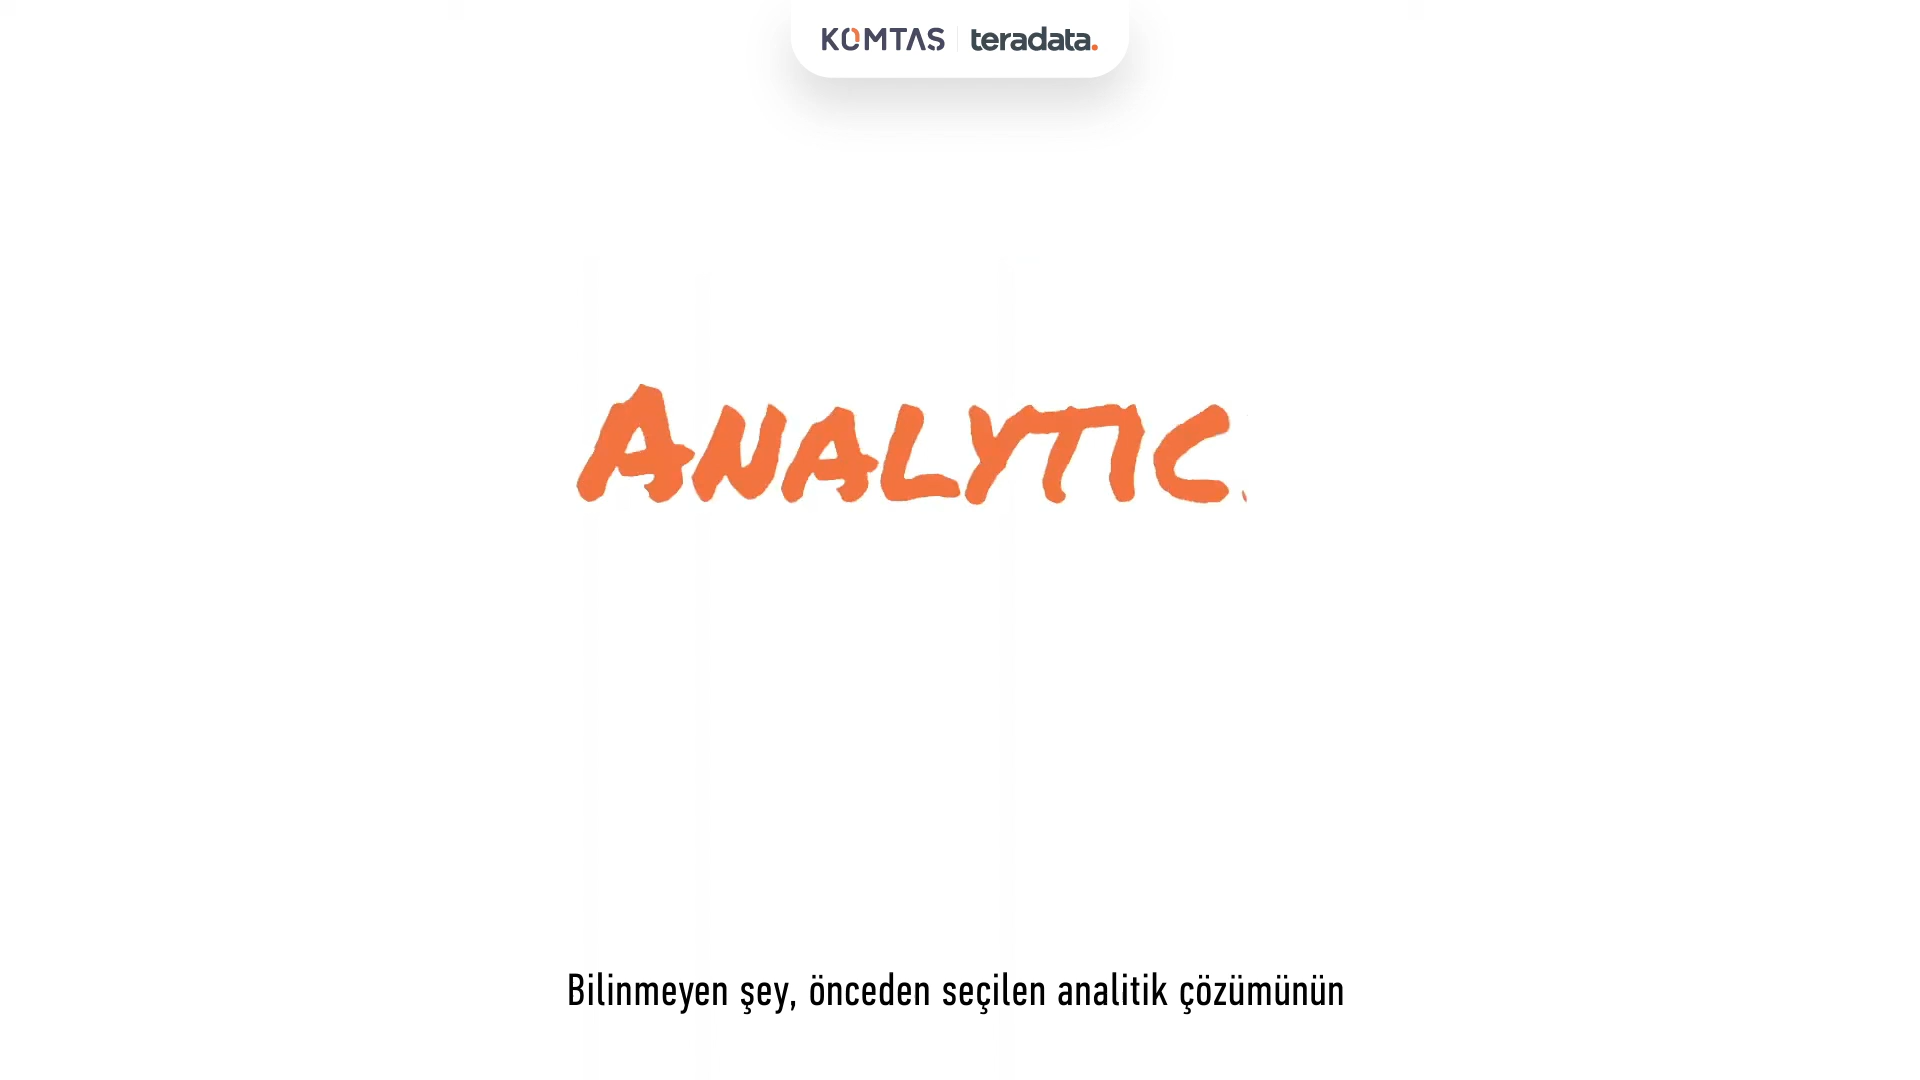 KOMTAS teradata.
ANALYTIC
Bilinmeyen şey, önceden seçilen analitik çözümünün